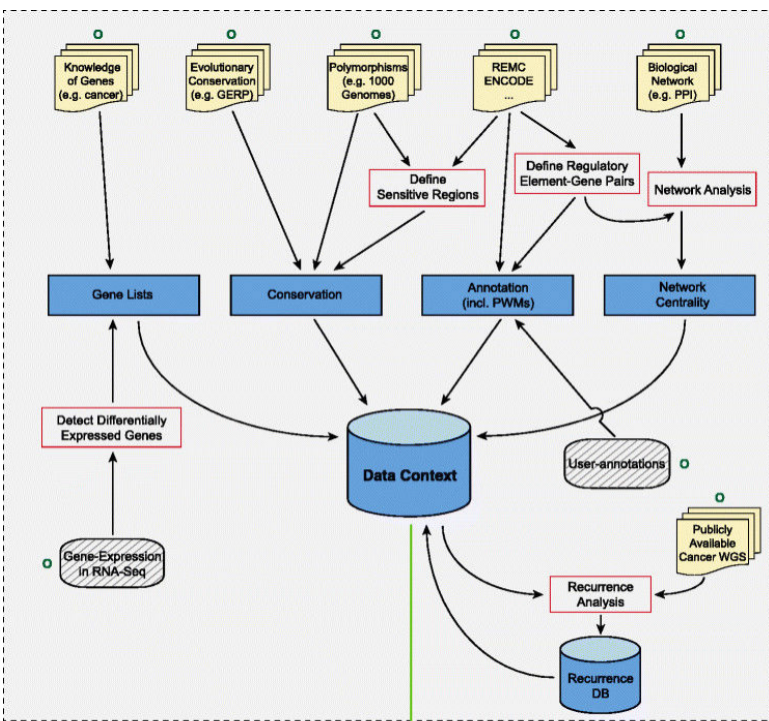 o o o o o
Knowledge
of Genes
(e.g. cancer)
Evolutionary
Conservation
(e.g. GERP)
Polymorphisms
(e.g. 1000
Genomes)
REMC
ENCODE
...
Biological
Network
(e.g. PPI)
Define
Sensitive Regions
Define Regulatory
Element-Gene Pairs
Network Analysis
Gene Lists
Conservation
Annotation
(incl. PWMs)
Network
Centrality
Detect Differentially
Expressed Genes
Data Context
User-annotations
o
o
Gene-Expression
in RNA-Seq
o
Publicly
Available
Cancer WGS
Recurrence
Analysis
Recurrence
DB